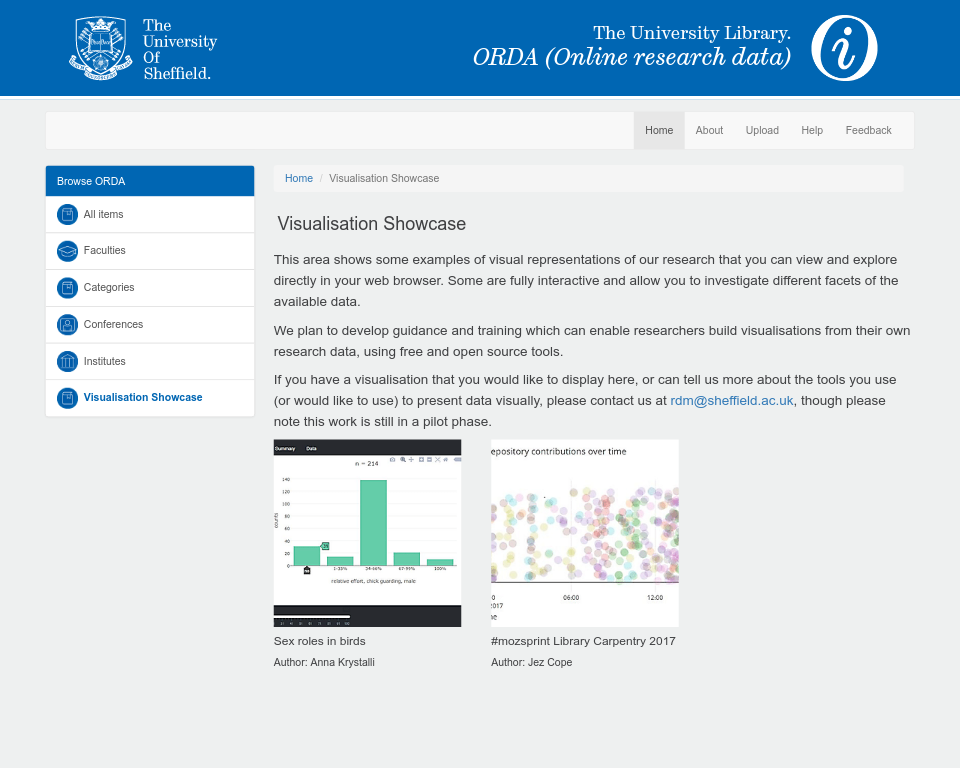 The
University
Of
Sheffield.
The University Library.
ORDA (Online research data)
Home About Upload Help Feedback
Browse ORDA
All items
Faculties
Categories
Conferences
Institutes
Visualisation Showcase
Home / Visualisation Showcase
Visualisation Showcase
This area shows some examples of visual representations of our research that you can view and explore
directly in your web browser. Some are fully interactive and allow you to investigate different facets of the
available data.
We plan to develop guidance and training which can enable researchers build visualisations from their own
research data, using free and open source tools.
If you have a visualisation that you would like to display here, or can tell us more about the tools you use
(or would like to use) to present data visually, please contact us at rdm@sheffield.ac.uk, though please
note this work is still in a pilot phase.
Summary Data
n = 214
140
120
100
80
60
40
20
0
counts
1-33% 34-66% 67-99% 100%
relative effort, chick guarding, male
epository contributions over time
0 06:00 12:00
2017
ne
Sex roles in birds
Author: Anna Krystalli
#mozsprint Library Carpentry 2017
Author: Jez Cope